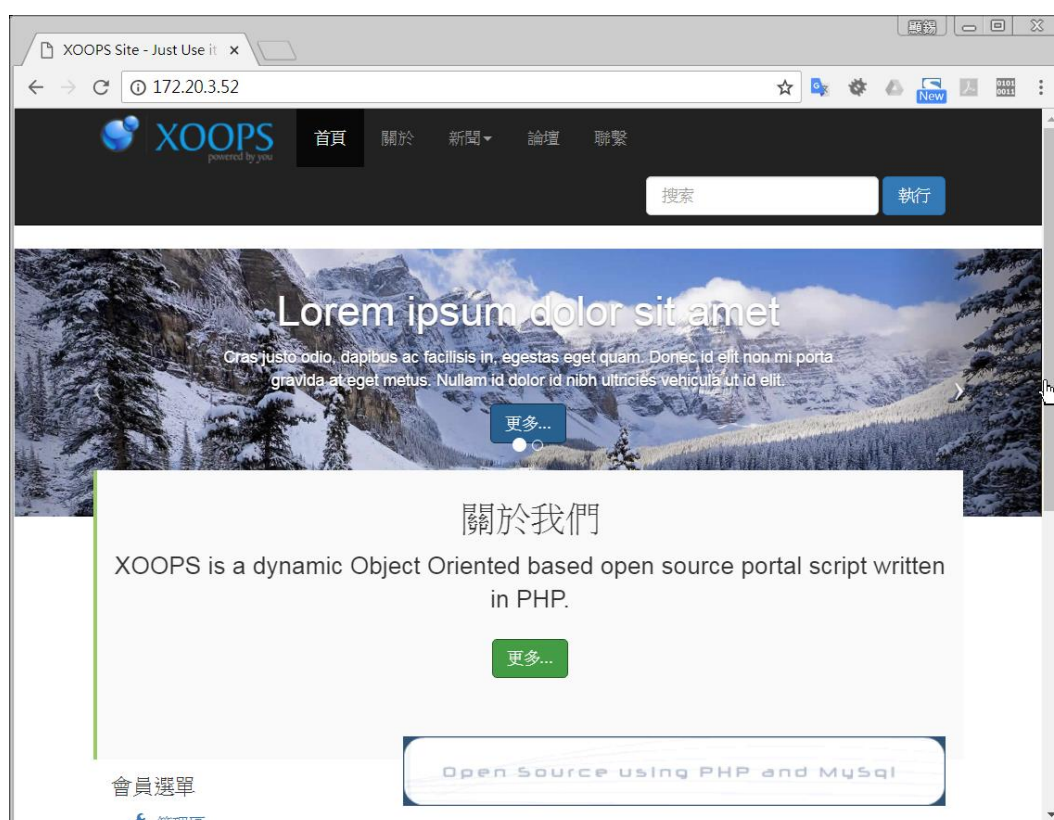 顯錫
XOOPS Site - Just Use it
172.20.3.52
New
0101
0011
XOOPS
powered by you
首頁 關於 新聞 論壇 聯繫
搜索 執行
Lorem ipsum dolor sit amet
Cras justo odio, dapibus ac facilisis in, egestas eget quam. Donec id elit non mi porta
gravida at eget metus. Nullam id dolor id nibh ultricies vehicula ut id elit.
更多...
關於我們
XOOPS is a dynamic Object Oriented based open source portal script written
in PHP.
更多...
Open Source using PHP and MySql
會員選單
管理區